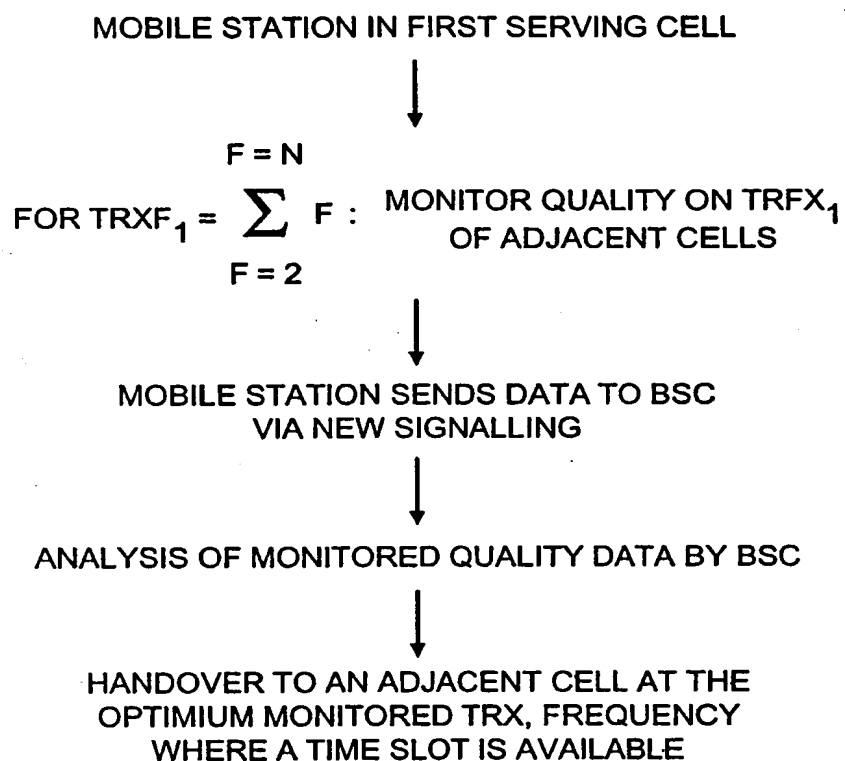 MOBILE STATION IN FIRST SERVING CELL
F = N
FOR TRXF₁ = ∑ F : MONITOR QUALITY ON TRFX₁
OF ADJACENT CELLS
F = 2
MOBILE STATION SENDS DATA TO BSC
VIA NEW SIGNALLING
ANALYSIS OF MONITORED QUALITY DATA BY BSC
HANDOVER TO AN ADJACENT CELL AT THE
OPTIMIUM MONITORED TRX, FREQUENCY
WHERE A TIME SLOT IS AVAILABLE